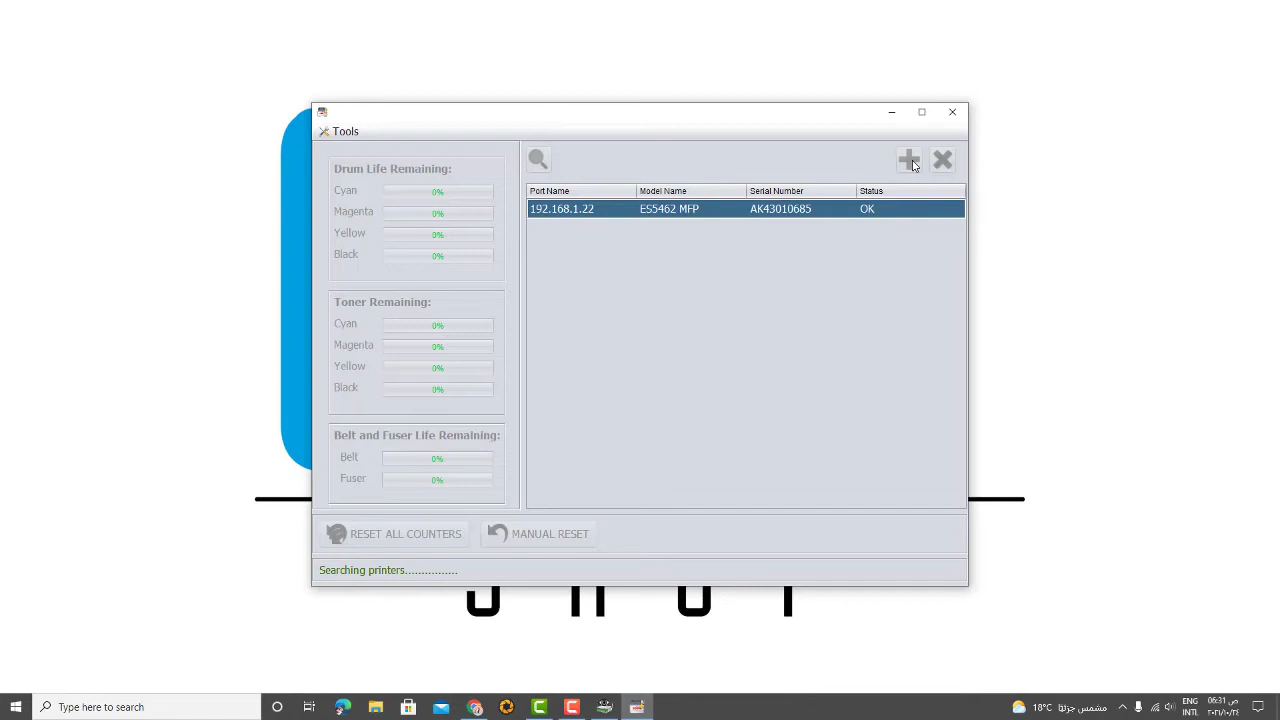 Tools
Drum Life Remaining:
Cyan 0%
Magenta 0%
Yellow 0%
Black 0%
Toner Remaining:
Cyan 0%
Magenta 0%
Yellow 0%
Black 0%
Belt and Fuser Life Remaining:
Belt 0%
Fuser 0%
Port Name Model Name Serial Number Status
192.168.1.22 ES5462 MFP AK43010685 OK
RESET ALL COUNTERS MANUAL RESET
Searching printers................
Type here to search
18°C مشمس جزئيًا
ENG
INTL
06:31 ص